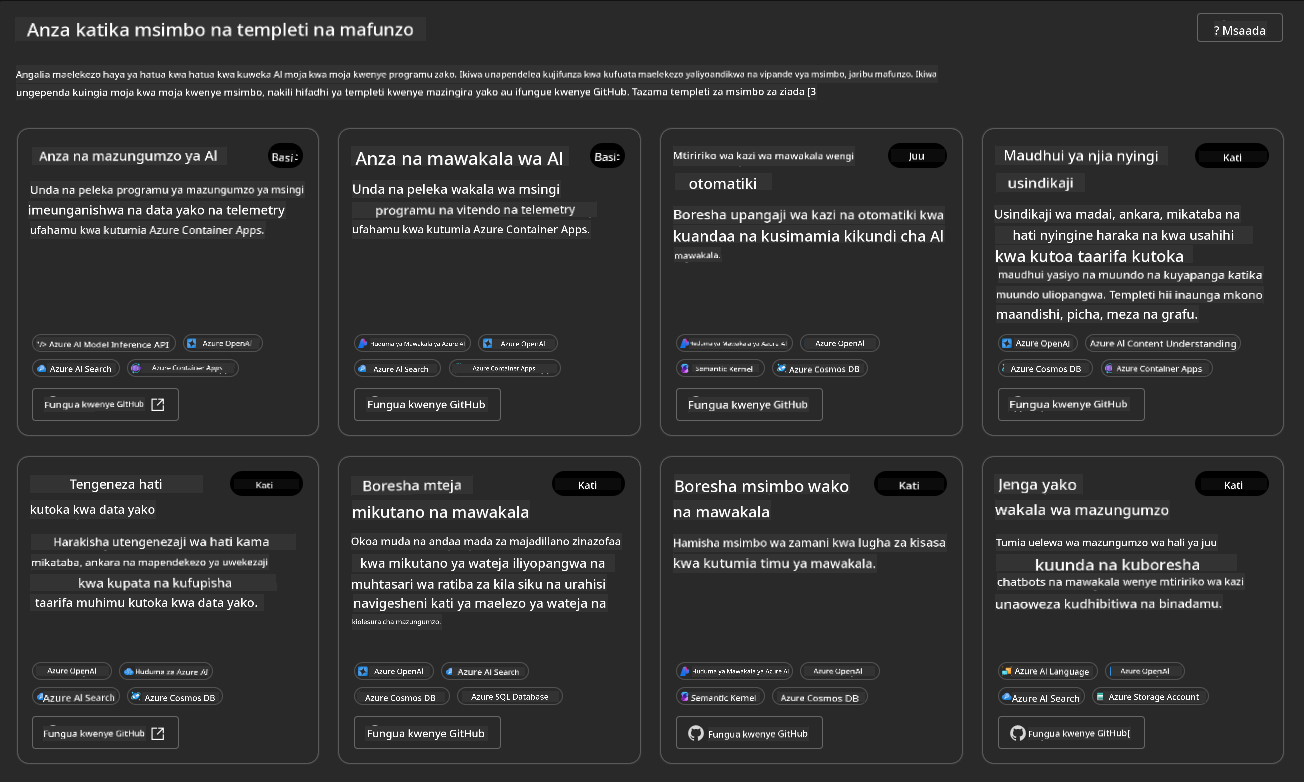 Anza katika msimbo na templeti na mafunzo
? Msaada
Angalia maelekezo haya ya hatua kwa hatua kwa kuweka AI moja kwa moja kwenye programu zako. Ikiwa unapendelea kujifunza kwa kufuata maelekezo yaliyoandikwa na vipande vya msimbo, jaribu mafunzo. Ikiwa
ungependa kuingia moja kwa moja kwenye msimbo, nakili hifadhi ya templeti kwenye mazingira yako au ifungue kwenye GitHub. Tazama templeti za msimbo za ziada [3
Anza na mazungumzo ya AI
Unda na peleka programu ya mazungumzo ya msingi
imeunganishwa na data yako na telemetry
ufahamu kwa kutumia Azure Container Apps.
Azure AI Model Inference API
Azure OpenAI
Azure AI Search
Azure Container Apps
Fungua kwenye GitHub
Anza na mawakala wa AI
Unda na peleka wakala wa msingi
programu na vitendo na telemetry
ufahamu kwa kutumia Azure Container Apps.
Huduma ya Mawakala ya Azure AI
Azure OpenAI
Azure AI Search
Azure Container Apps
Fungua kwenye GitHub
Mtiririko wa kazi wa mawakala wengi
Juu
otomatiki
Boresha upangaji wa kazi na otomatiki kwa
kuandaa na kusimamia kikundi cha AI
mawakala.
Huduma ya Mawakala ya Azure AI
Azure OpenAI
Semantic Kernel
Azure Cosmos DB
Fungua kwenye GitHub
Maudhui ya njia nyingi
Kati
usindikaji
Usindikaji wa madai, ankara, mikataba na
hati nyingine haraka na kwa usahihi
kwa kutoa taarifa kutoka
maudhui yasiyo na muundo na kuyapanga katika
muundo uliopangwa. Templeti hii inaunga mkono
maandishi, picha, meza na grafu.
Azure OpenAI
Azure AI Content Understanding
Azure Cosmos DB
Azure Container Apps
Fungua kwenye GitHub
Tengeneza hati
Kati
kutoka kwa data yako
Harakisha utengenezaji wa hati kama
mikataba, ankara na mapendekezo ya uwekezaji
kwa kupata na kufupisha
taarifa muhimu kutoka kwa data yako.
Azure OpenAI
Huduma za Azure AI
Azure AI Search
Azure Cosmos DB
Fungua kwenye GitHub
Boresha mteja
Kati
mikutano na mawakala
Okoa muda na andaa mada za majadiliano zinazofaa
kwa mikutano ya wateja iliyopangwa na
muhtasari wa ratiba za kila siku na urahisi
navigesheni kati ya maelezo ya wateja na
kiolesura cha mazungumzo.
Azure OpenAI
Azure AI Search
Azure Cosmos DB
Azure SQL Database
Fungua kwenye GitHub
Boresha msimbo wako
Kati
na mawakala
Hamisha msimbo wa zamani kwa lugha za kisasa
kwa kutumia timu ya mawakala.
Huduma ya Mawakala ya Azure AI
Azure OpenAI
Semantic Kernel
Azure Cosmos DB
Fungua kwenye GitHub
Jenga yako
Kati
wakala wa mazungumzo
Tumia uelewa wa mazungumzo wa hali ya juu
kuunda na kuboresha
chatbots na mawakala wenye mtiririko wa kazi
unaoweza kudhibitiwa na binadamu.
Azure AI Language
Azure OpenAI
Azure AI Search
Azure Storage Account
Fungua kwenye GitHub[